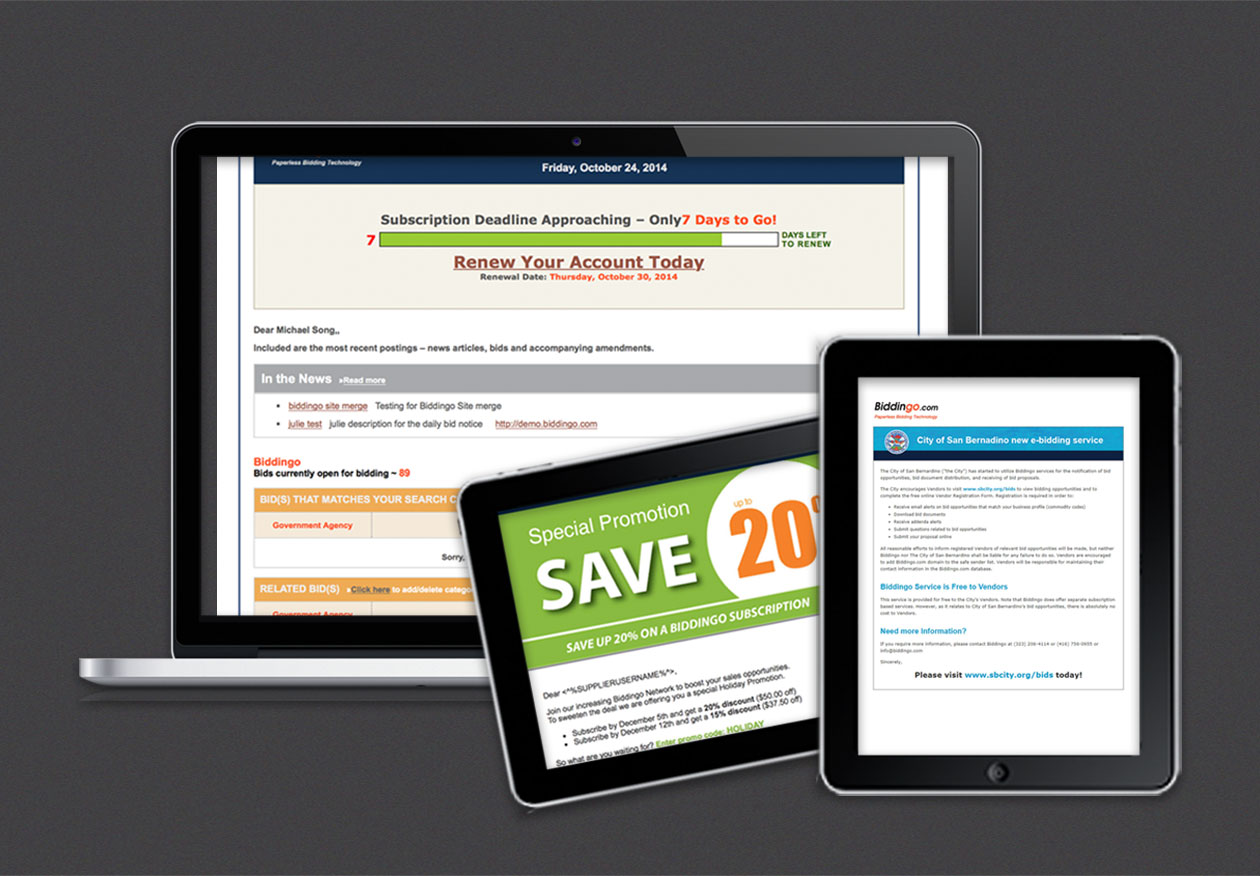 Paperless Bidding Technology
Friday, October 24, 2014
Subscription Deadline Approaching – Only7 Days to Go!
7
DAYS LEFT
TO RENEW
Renew Your Account Today
Renewal Date: Thursday, October 30, 2014
Dear Michael Song,,
Included are the most recent postings – news articles, bids and accompanying amendments.
In the News »Read more
biddingo site merge Testing for Biddingo Site merge
julie test julie description for the daily bid notice http://demo.biddingo.com
Biddingo
Bids currently open for bidding ~ 89
BID(S) THAT MATCHES YOUR SEARCH
Government Agency
Sorry,
RELATED BID(S) »Click here to add/delete
Government Agency
Special Promotion
up to
SAVE 20
SAVE UP 20% ON A BIDDINGO SUBSCRIPTION
Dear <^%SUPPLIERUSERNAME%^>,
Join our increasing Biddingo Network to boost your sales opportunities.
To sweeten the deal we are offering you a special Holiday Promotion.
• Subscribe by December 5th and get a 20% discount ($50.00 off)
• Subscribe by December 12th and get a 15% discount ($37.50 off)
So what are you waiting for? Enter promo code: HOLIDAY
Biddingo.com
Paperless Bidding Technology
City of San Bernadino new e-bidding service
The City of San Bernardino ("the City") has started to utilize Biddingo services for the notification of bid
opportunities, bid document distribution, and receiving of bid proposals.
The City encourages Vendors to visit www.sbcity.org/bids to view bidding opportunities and to
complete the free online Vendor Registration Form. Registration is required in order to:
• Receive email alerts on bid opportunities that match your business profile (commodity codes)
• Download bid documents
• Receive addenda alerts
• Submit questions related to bid opportunities
• Submit your proposal online
All reasonable efforts to inform registered Vendors of relevant bid opportunities will be made, but neither
Biddingo nor The City of San Bernardino shall be liable for any failure to do so. Vendors are encouraged
to add Biddingo.com domain to the safe sender list. Vendors will be responsible for maintaining their
contact information in the Biddingo.com database.
Biddingo Service is Free to Vendors
This service is provided for free to the City's vendors. Note that Biddingo does offer separate subscription
based services. However, as it relates to City of San Bernardino's bid opportunities, there is absolutely no
cost to Vendors.
Need more Information?
If you require more information, please contact Biddingo at (323) 206-4114 or (416) 756-0955 or
info@biddingo.com
Sincerely,
Please visit www.sbcity.org/bids today!